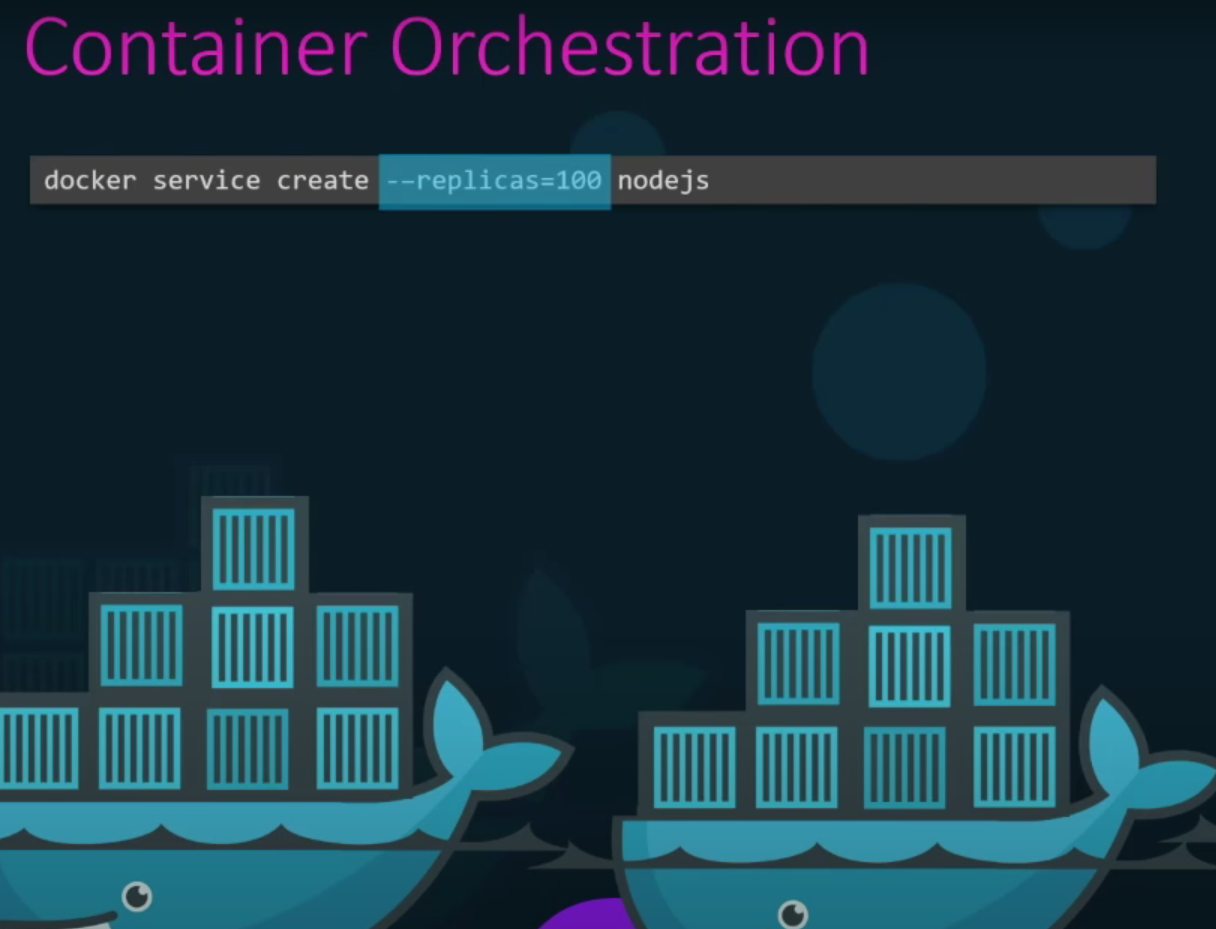 Container Orchestration
docker service create --replicas=100 nodejs